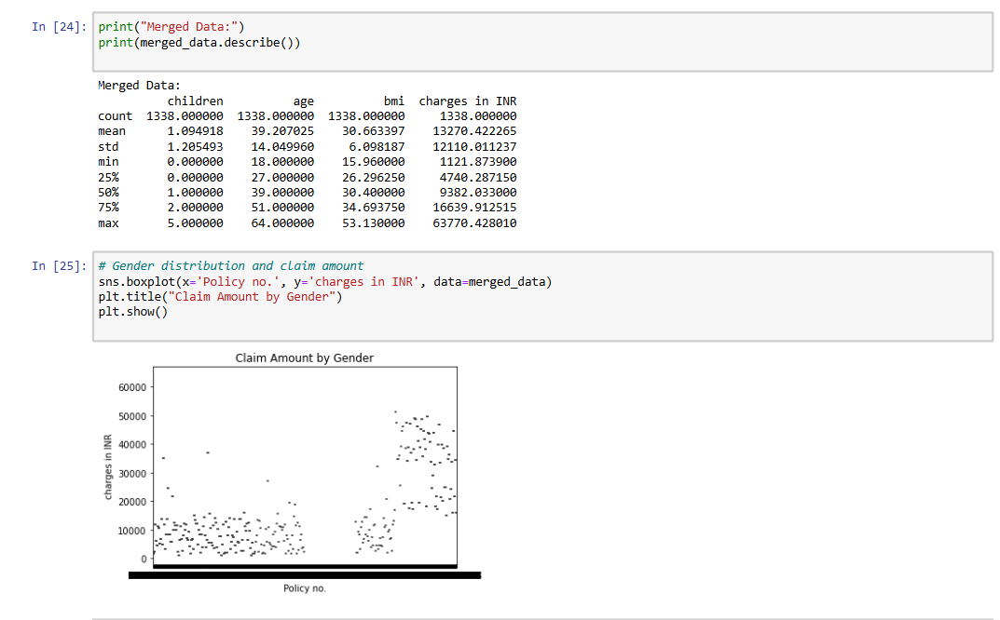 In [24]: print("Merged Data:")
print(merged_data.describe())
Merged Data:
children age bmi charges in INR
count 1338.000000 1338.000000 1338.000000 1338.000000
mean 1.094918 39.207025 30.663397 13270.422265
std 1.205493 14.049960 6.098187 12110.011237
min 0.000000 18.000000 15.960000 1121.873900
25% 0.000000 27.000000 26.296250 4740.287150
50% 1.000000 39.000000 30.400000 9382.033000
75% 2.000000 51.000000 34.693750 16639.912515
max 5.000000 64.000000 53.130000 63770.428010
In [25]: # Gender distribution and claim amount
sns.boxplot(x='Policy no.', y='charges in INR', data=merged_data)
plt.title("Claim Amount by Gender")
plt.show()
Claim Amount by Gender
60000
50000
40000
30000
20000
10000
0
charges in INR
Policy no.